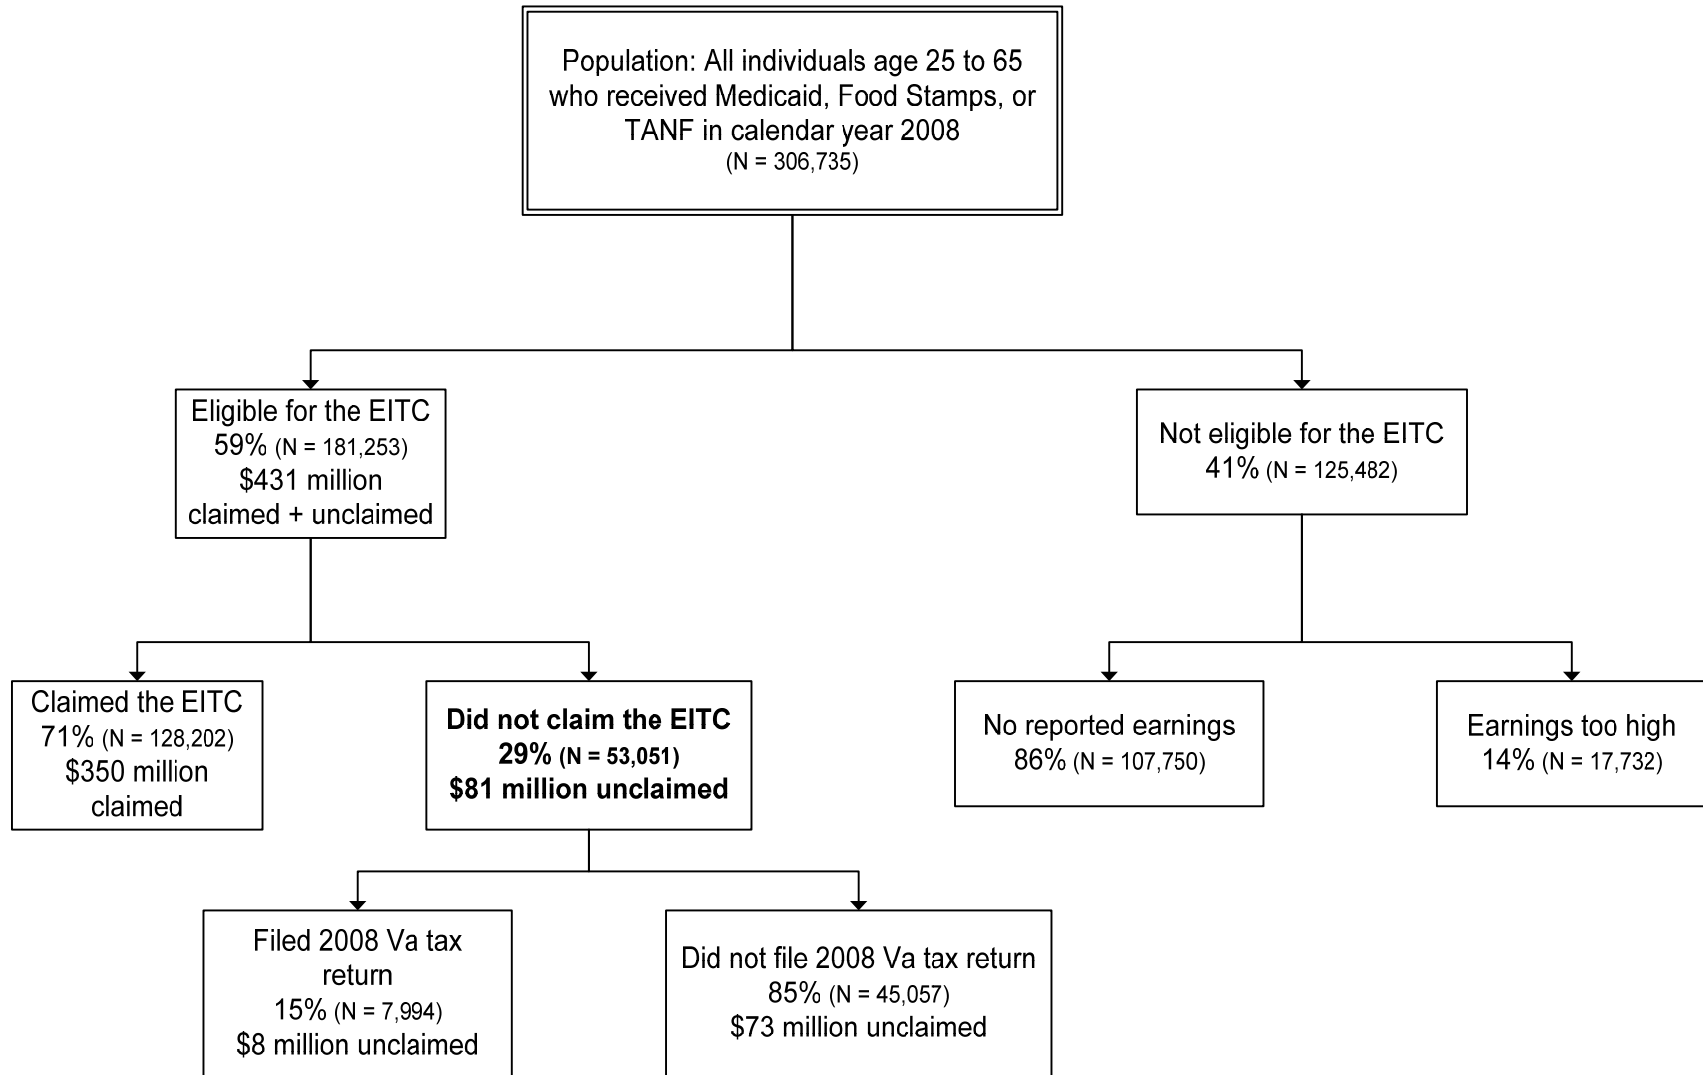 Population: All individuals age 25 to 65
who received Medicaid, Food Stamps, or
TANF in calendar year 2008
(N = 306,735)
Eligible for the EITC
59% (N = 181,253)
$431 million
claimed + unclaimed
Not eligible for the EITC
41% (N = 125,482)
Claimed the EITC
71% (N = 128,202)
$350 million
claimed
Did not claim the EITC
29% (N = 53,051)
$81 million unclaimed
No reported earnings
86% (N = 107,750)
Earnings too high
14% (N = 17,732)
Filed 2008 Va tax
return
15% (N = 7,994)
$8 million unclaimed
Did not file 2008 Va tax return
85% (N = 45,057)
$73 million unclaimed